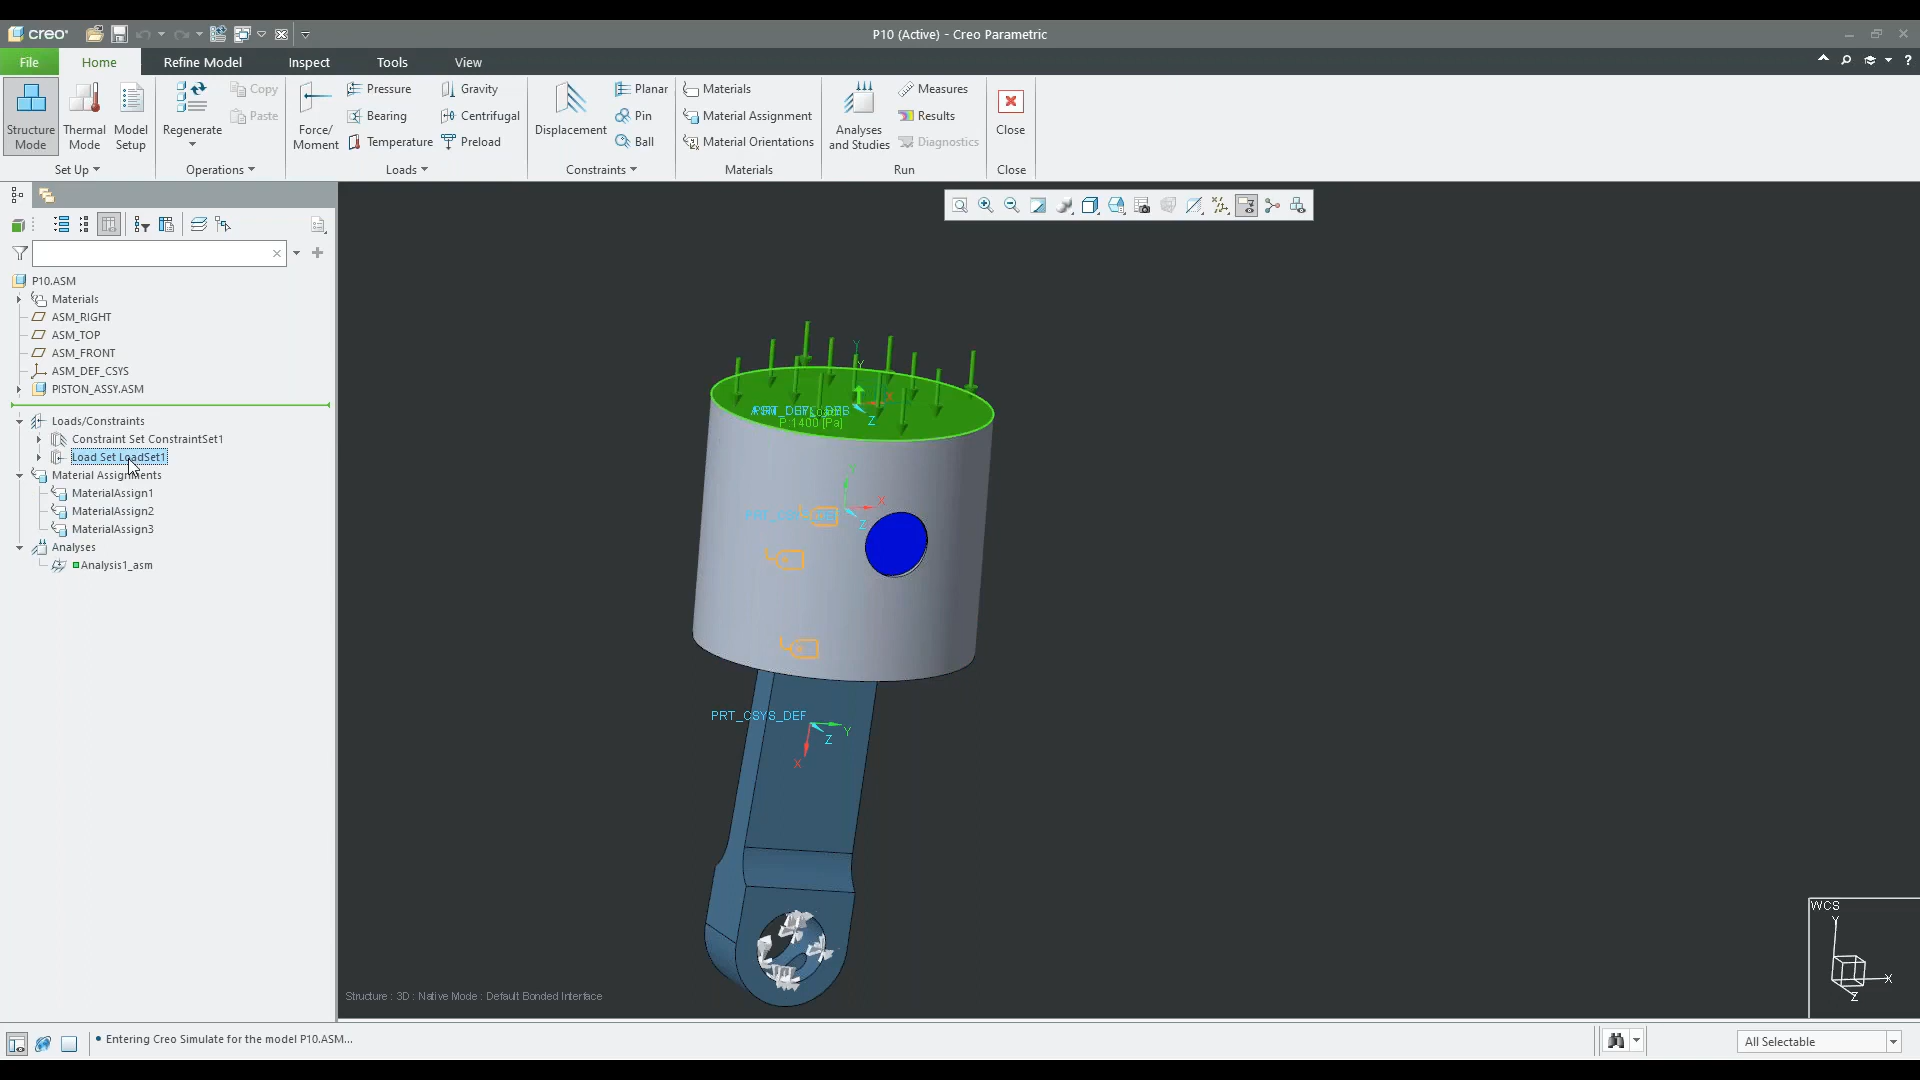 creo
P10 (Active) - Creo Parametric
File
Home
Refine Model
Inspect
Tools
View
Structure
Mode
Thermal
Mode
Model
Setup
Set Up
Regenerate
Copy
Paste
Operations
Force/
Moment
Pressure
Bearing
Temperature
Gravity
Centrifugal
Preload
Loads
Displacement
Planar
Pin
Ball
Constraints
Materials
Material Assignment
Material Orientations
Materials
Analyses
and Studies
Measures
Results
Diagnostics
Run
Close
Close
P10.ASM
Materials
ASM_RIGHT
ASM_TOP
ASM_FRONT
ASM_DEF_CSYS
PISTON_ASSY.ASM
Loads/Constraints
Constraint Set ConstraintSet1
Load Set LoadSet1
Material Assignments
MaterialAssign1
MaterialAssign2
MaterialAssign3
Analyses
Analysis1_asm
Y
Y
X
Z
P:1400 [Pa]
Y
X
Z
PRT_CSYS_DEF
Y
Z
X
WCS
Y
X
Z
Structure : 3D : Native Mode : Default Bonded Interface
Entering Creo Simulate for the model P10.ASM...
All Selectable